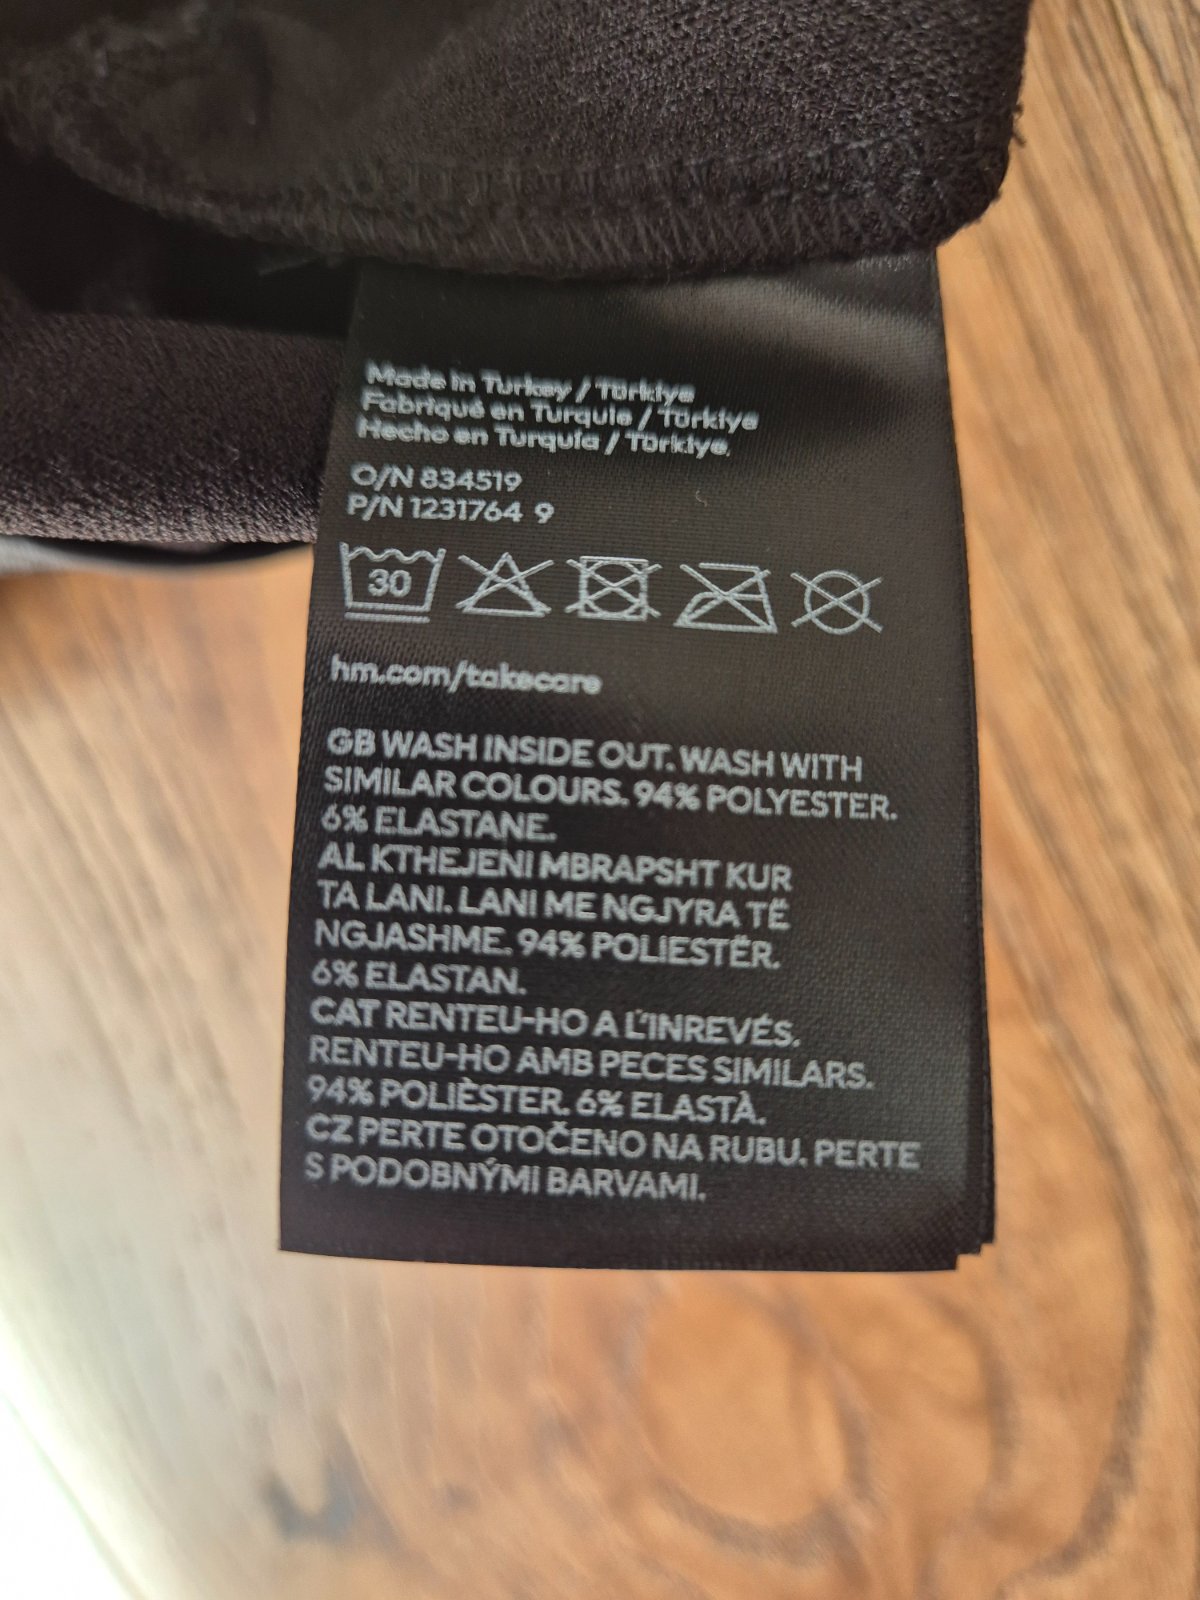 Made in Turkey / Türkiye
Fabriqué en Turquie / Türkiye
Hecho en Turquía / Türkiye
O/N 834519
P/N 1231764 9
30
hm.com/takecare
GB WASH INSIDE OUT. WASH WITH
SIMILAR COLOURS. 94% POLYESTER.
6% ELASTANE.
AL KTHEJENI MBRAPSHT KUR
TA LANI. LANI ME NGJYRA TË
NGJASHME. 94% POLIESTËR.
6% ELASTAN.
CAT RENTEU-HO A L'INREVÉS.
RENTEU-HO AMB PECES SIMILARS.
94% POLIÈSTER. 6% ELASTÀ.
CZ PERTE OTOČENO NA RUBU. PERTE
S PODOBNÝMI BARVAMI.